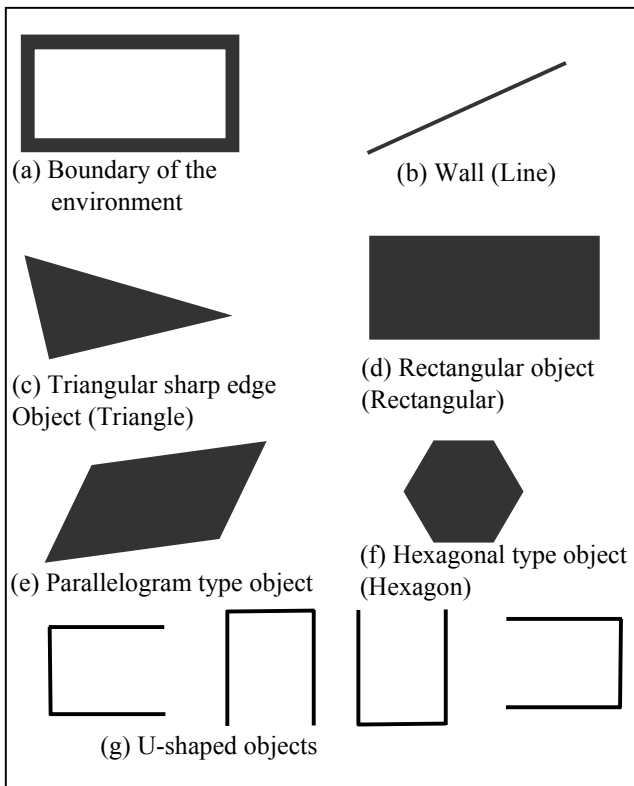 (a) Boundary of the
environment
(b) Wall (Line)
(c) Triangular sharp edge
Object (Triangle)
(d) Rectangular object
(Rectangular)
(e) Parallelogram type object
(f) Hexagonal type object
(Hexagon)
(g) U-shaped objects